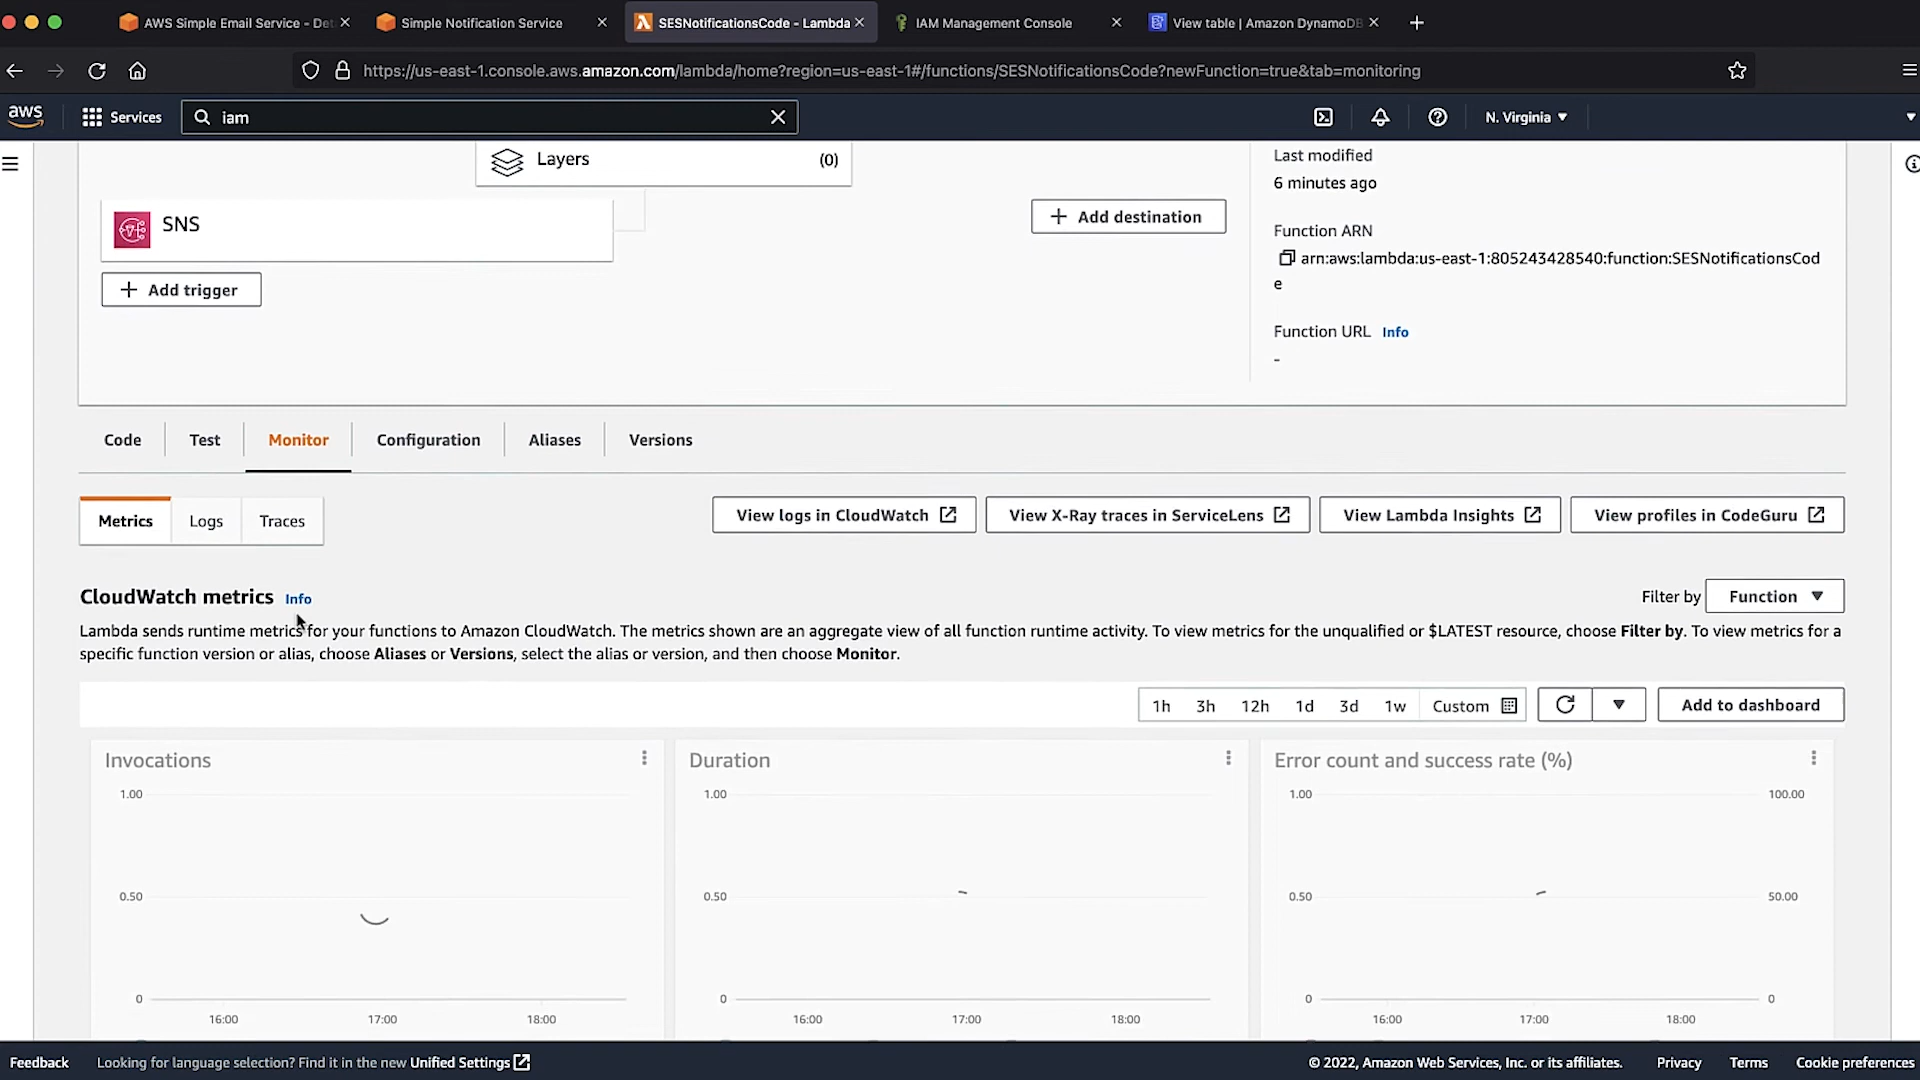 AWS Simple Email Service - Det
Simple Notification Service
SESNotificationsCode - Lambda
IAM Management Console
View table | Amazon DynamoDB
https://us-east-1.console.aws.amazon.com/lambda/home?region=us-east-1#/functions/SESNotificationsCode?newFunction=true&tab=monitoring
aws
Services
iam
N. Virginia
Layers
(0)
SNS
Add trigger
Add destination
Last modified
6 minutes ago
Function ARN
arn:aws:lambda:us-east-1:805243428540:function:SESNotificationsCod
e
Function URL Info
-
Code
Test
Monitor
Configuration
Aliases
Versions
Metrics
Logs
Traces
View logs in CloudWatch
View X-Ray traces in ServiceLens
View Lambda Insights
View profiles in CodeGuru
CloudWatch metrics Info
Filter by Function
Lambda sends runtime metrics for your functions to Amazon CloudWatch. The metrics shown are an aggregate view of all function runtime activity. To view metrics for the unqualified or $LATEST resource, choose Filter by. To view metrics for a
specific function version or alias, choose Aliases or Versions, select the alias or version, and then choose Monitor.
1h 3h 12h 1d 3d 1w Custom
Add to dashboard
Invocations
1.00
0.50
0
16:00 17:00 18:00
Duration
1.00
0.50
0
16:00 17:00 18:00
Error count and success rate (%)
1.00 100.00
0.50 50.00
0 0
16:00 17:00 18:00
Feedback
Looking for language selection? Find it in the new Unified Settings
© 2022, Amazon Web Services, Inc. or its affiliates.
Privacy
Terms
Cookie preferences